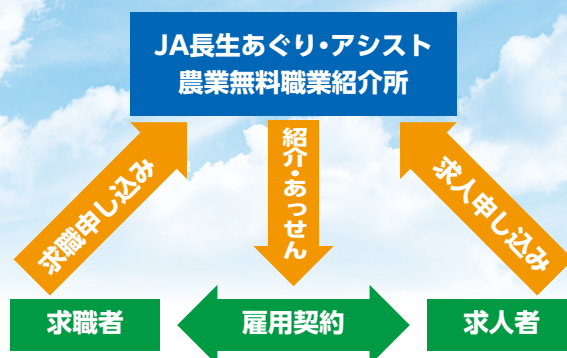 JA長生あぐり・アシスト
農業無料職業紹介所
求職申し込み
紹介・あっせん
求人申し込み
求職者
雇用契約
求人者